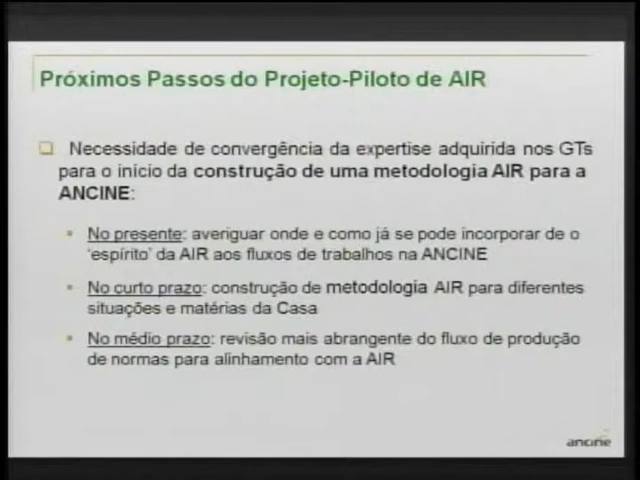 Próximos Passos do Projeto-Piloto de AIR
Necessidade de convergência da expertise adquirida nos GTs
para o início da construção de uma metodologia AIR para a
ANCINE:
No presente: averiguar onde e como já se pode incorporar de o
'espírito' da AIR aos fluxos de trabalhos na ANCINE
No curto prazo: construção de metodologia AIR para diferentes
situações e matérias da Casa
No médio prazo: revisão mais abrangente do fluxo de produção
de normas para alinhamento com a AIR
ancine